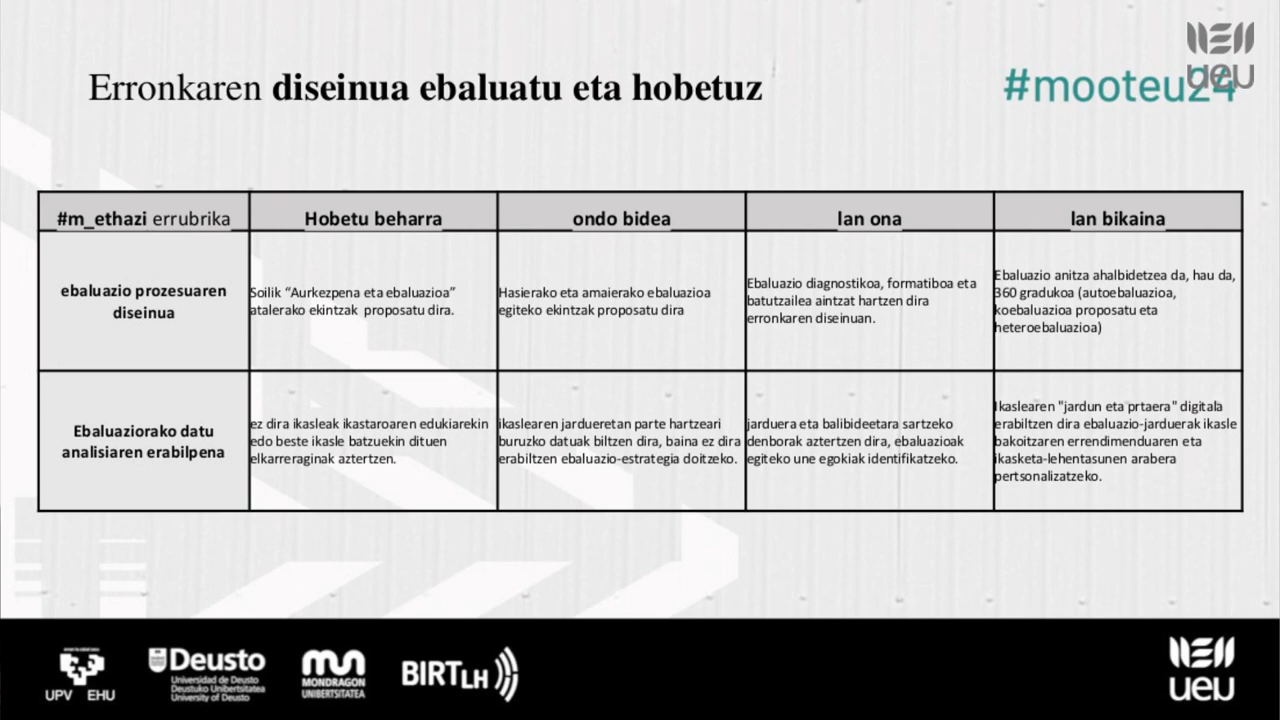 ueu
Erronkaren diseinua ebaluatu eta hobetuz
#mooteu24
#m_ethazi errubrika
Hobetu beharra
ondo bidea
lan ona
lan bikaina
ebaluazio prozesuaren
diseinua
Soilik “Aurkezpena eta ebaluazioa”
atalerako ekintzak proposatu dira.
Hasierako eta amaierako ebaluazioa
egiteko ekintzak proposatu dira
Ebaluazio diagnostikoa, formatiboa eta
batutzailea aintzat hartzen dira
erronkaren diseinuan.
Ebaluazio anitza ahalbidetzea da, hau da,
360 gradukoa (autoebaluazioa,
koebaluazioa proposatu eta
heteroebaluazioa)
Ebaluaziorako datu
analisiaren erabilpena
ez dira ikasleak ikastaroaren edukiarekin
edo beste ikasle batzuekin dituen
elkarreraginak aztertzen.
ikaslearen jardueretan parte hartzeari
buruzko datuak biltzen dira, baina ez dira
erabiltzen ebaluazio-estrategia doitzeko.
jarduera eta balibideetara sartzeko
denborak aztertzen dira, ebaluazioak
egiteko une egokiak identifikatzeko.
Ikaslearen "jardun eta prtaera" digitala
erabiltzen dira ebaluazio-jarduerak ikasle
bakoitzaren errendimenduaren eta
ikasketa-lehentasunen arabera
pertsonalizatzeko.
UPV EHU
Deusto
Universidad de Deusto
Deustuko Unibertsitatea
University of Deusto
MONDRAGON
UNIBERTSITATEA
BIRT LH
ueu